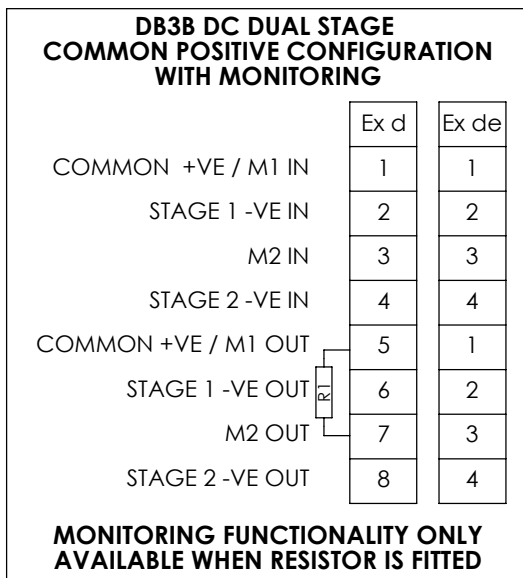 DB3B DC DUAL STAGE
COMMON POSITIVE CONFIGURATION
WITH MONITORING
Ex d Ex de
COMMON +VE / M1 IN 1 1
STAGE 1 -VE IN 2 2
M2 IN 3 3
STAGE 2 -VE IN 4 4
COMMON +VE / M1 OUT 5 1
STAGE 1 -VE OUT R1 6 2
M2 OUT 7 3
STAGE 2 -VE OUT 8 4
MONITORING FUNCTIONALITY ONLY
AVAILABLE WHEN RESISTOR IS FITTED